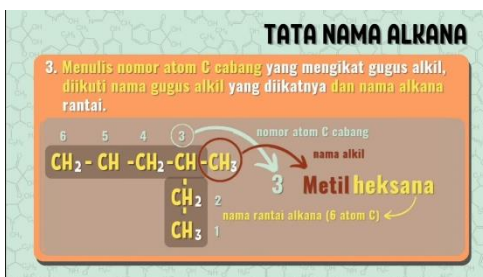 TATA NAMA ALKANA
3. Menulis nomor atom C cabang yang mengikat gugus alkil,
diikuti nama gugus alkil yang diikatnya dan nama alkana
rantai.
6 5 4 3 nomor atom C cabang
CH₂ - CH -CH₂-CH -CH₃ nama alkil
3 Metil heksana
CH₂ 2
nama rantai alkana (6 atom C)
CH₃ 1